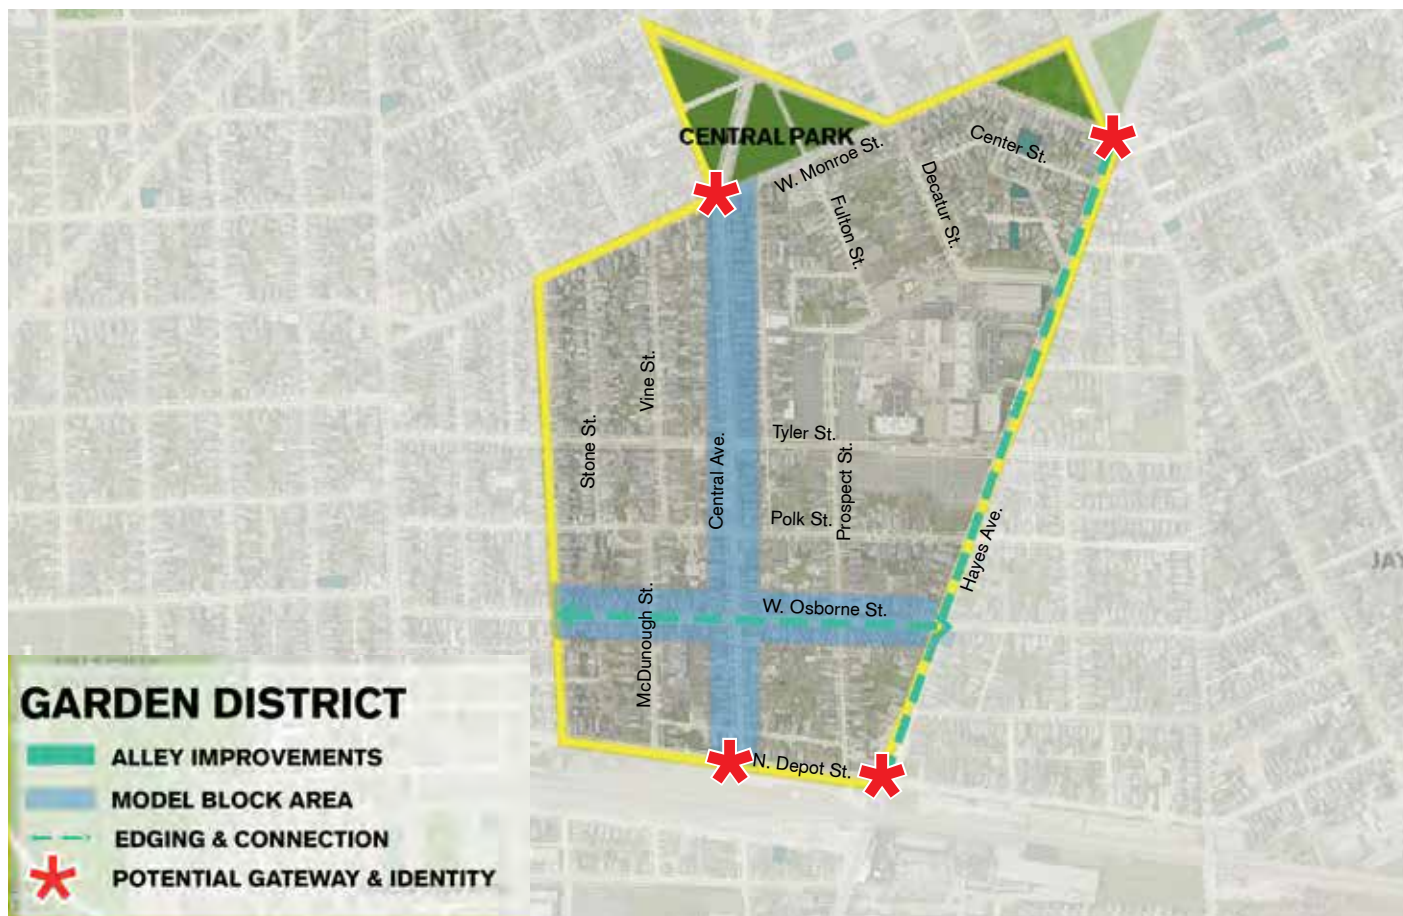 CENTRAL PARK
Center St.
W. Monroe St.
Decatur St.
Fulton St.
Vine St.
Stone St.
Central Ave.
Tyler St.
Prospect St.
Polk St.
Hayes Ave.
W. Osborne St.
McDunough St.
N. Depot St.
GARDEN DISTRICT
ALLEY IMPROVEMENTS
MODEL BLOCK AREA
EDGING & CONNECTION
POTENTIAL GATEWAY & IDENTITY